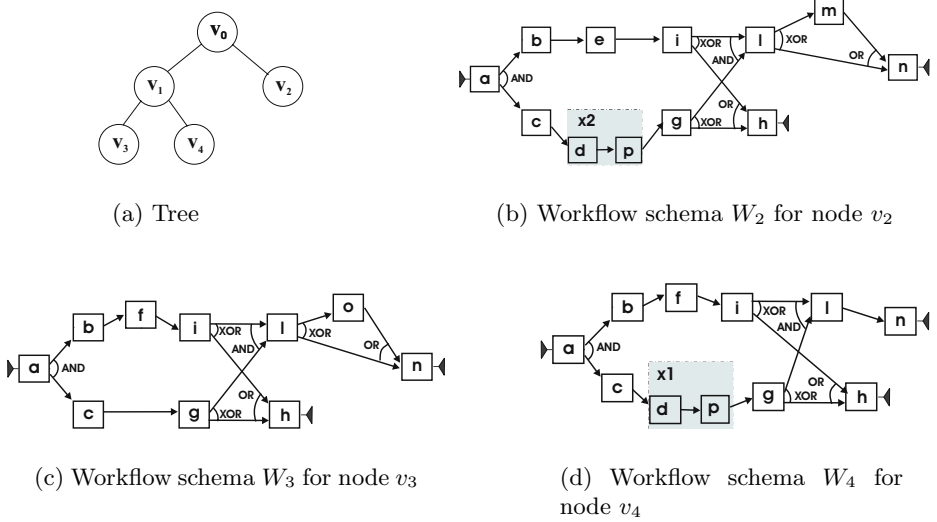 v0
v1
v2
v3
v4
(a) Tree
m
b
e
i
XOR
l
XOR
AND
OR
n
a
AND
c
x2
d
p
g
XOR
OR
h
(b) Workflow schema W2 for node v2
o
f
b
i
XOR
l
XOR
AND
OR
n
a
AND
c
g
XOR
OR
h
(c) Workflow schema W3 for node v3
f
b
i
XOR
l
AND
n
a
AND
c
x1
d
p
g
XOR
OR
h
(d) Workflow schema W4 for
node v4